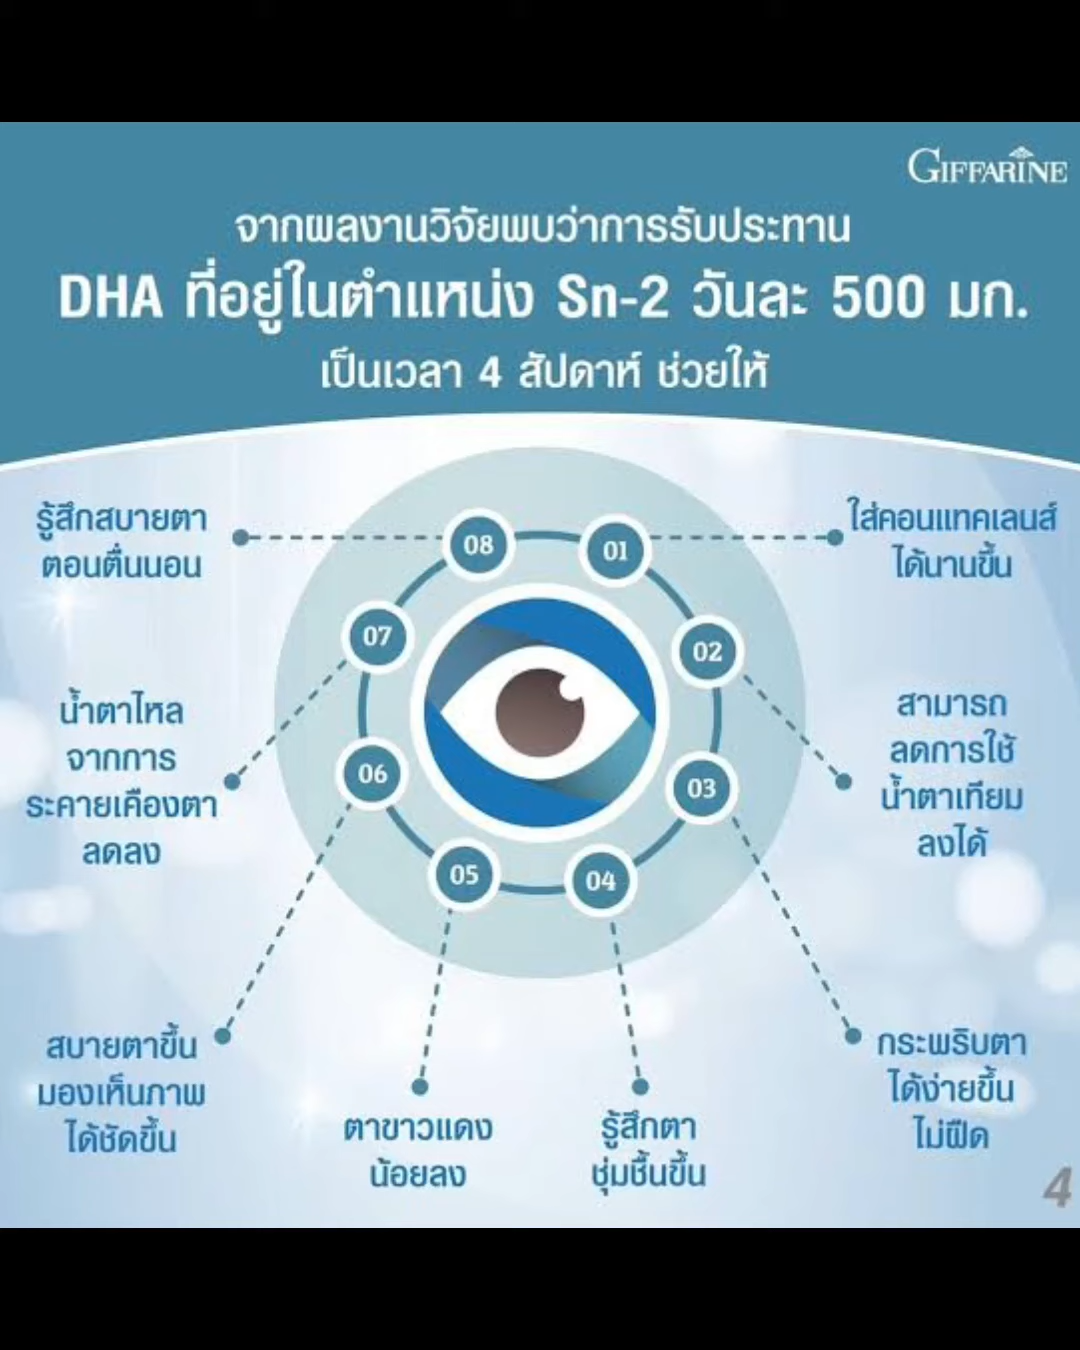 GIFFARINE
จากผลงานวิจัยพบว่าการรับประทาน
DHA ที่อยู่ในตำแหน่ง Sn-2 วันละ 500 มก.
เป็นเวลา 4 สัปดาห์ ช่วยให้
01
ใส่คอนแทคเลนส์
ได้นานขึ้น
02
สามารถ
ลดการใช้
น้ำตาเทียม
ลงได้
03
กระพริบตา
ได้ง่ายขึ้น
ไม่ฝืด
04
รู้สึกตา
ชุ่มชื้นขึ้น
05
ตาขาวแดง
น้อยลง
06
สบายตาขึ้น
มองเห็นภาพ
ได้ชัดขึ้น
07
น้ำตาไหล
จากการ
ระคายเคืองตา
ลดลง
08
รู้สึกสบายตา
ตอนตื่นนอน
4